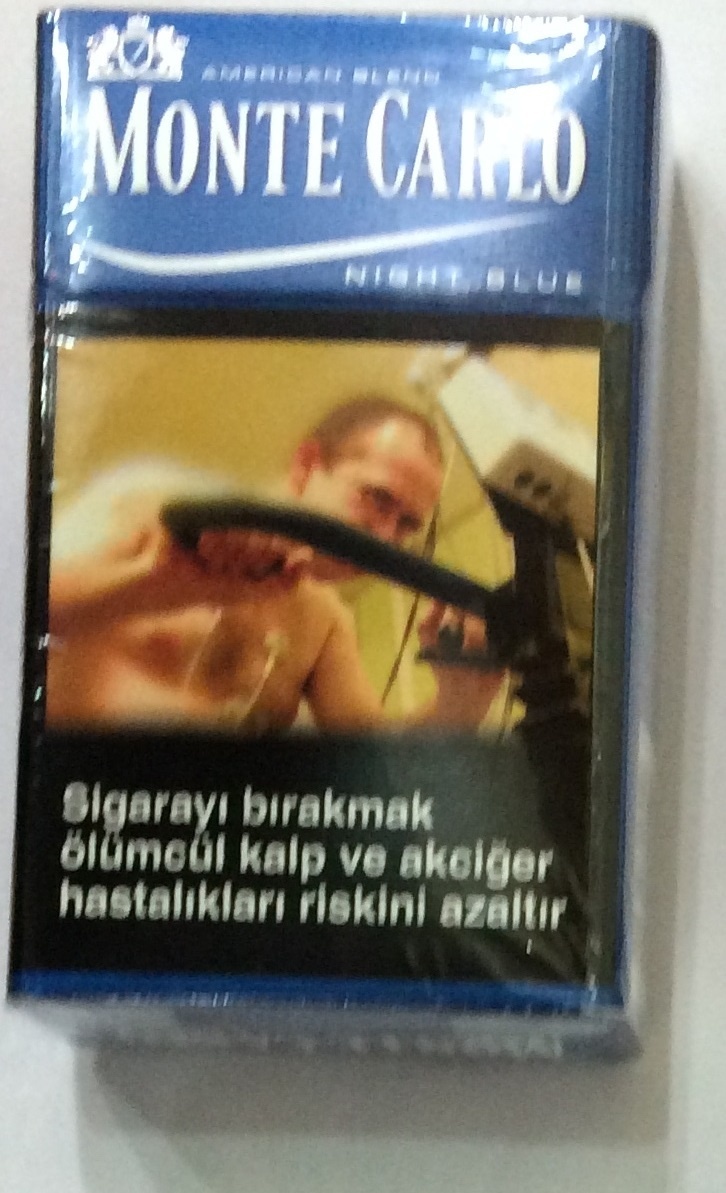 AMERICAN BLEND
MONTE CARLO
NIGHT BLUE
Sigarayı bırakmak
ölümcül kalp ve akciğer
hastalıkları riskini azaltır